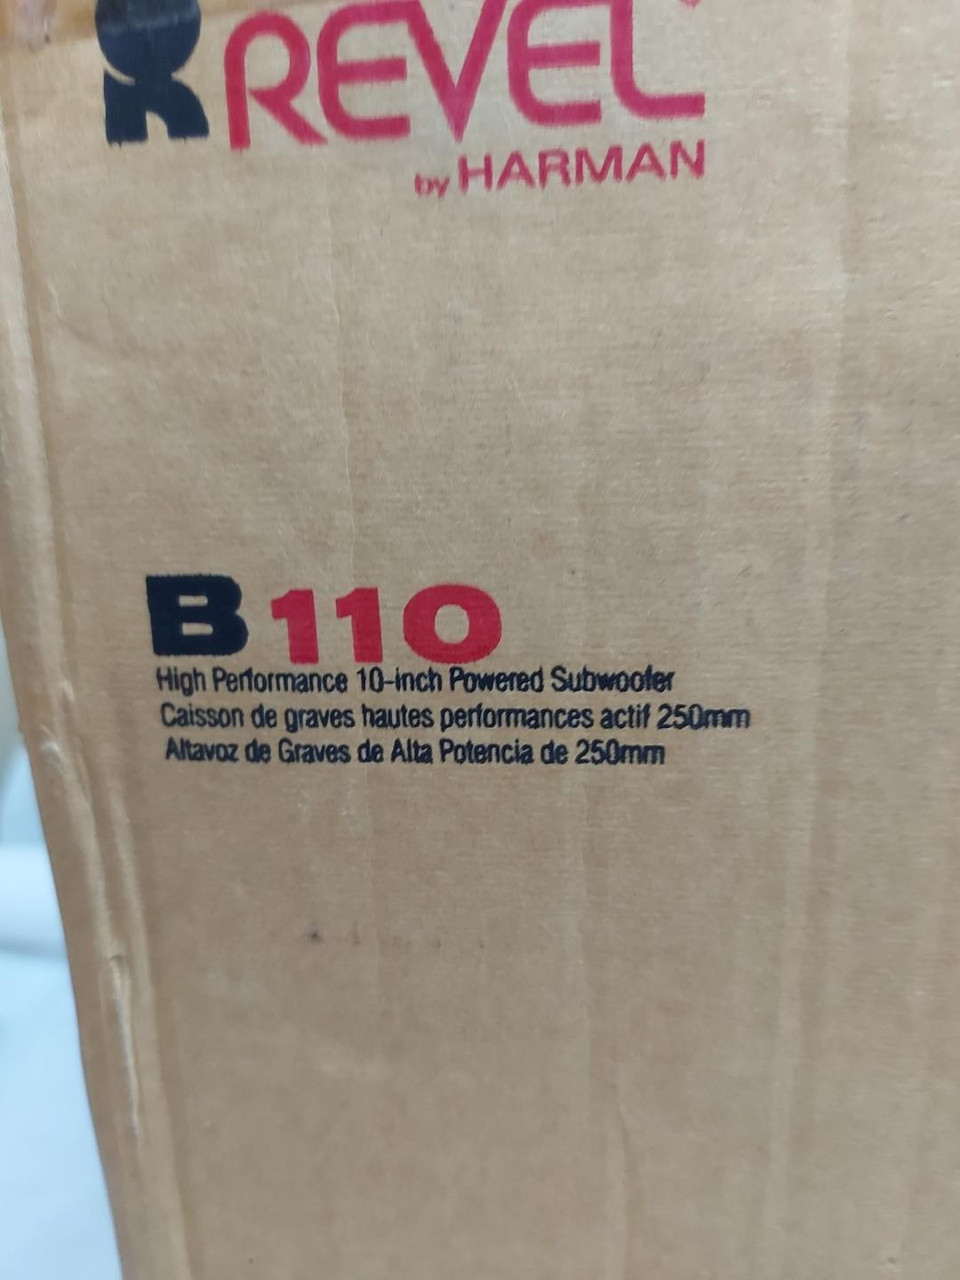 REVEL
by HARMAN
B110
High Performance 10-inch Powered Subwoofer
Caisson de graves hautes performances actif 250mm
Altavoz de Graves de Alta Potencia de 250mm